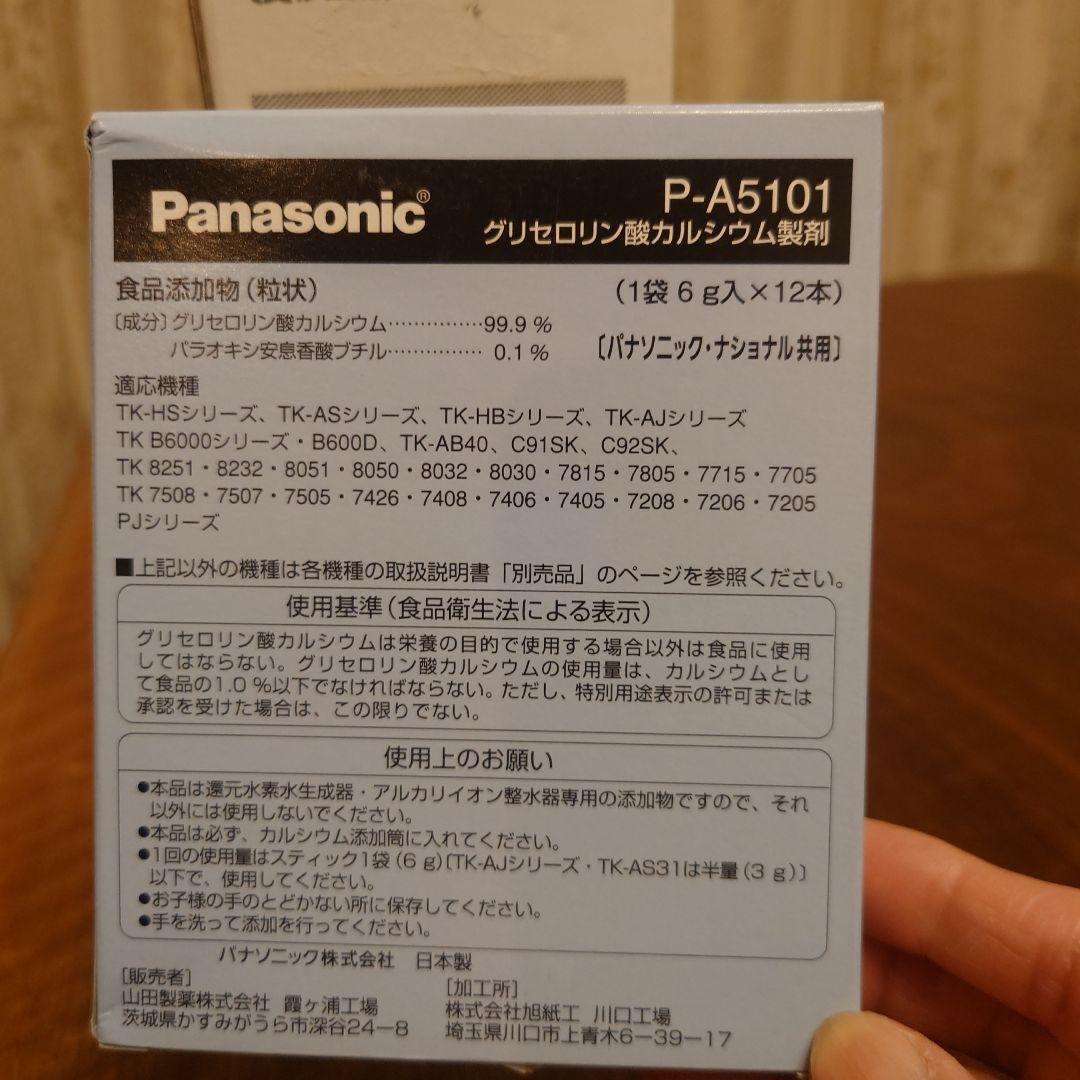 Panasonic®
P-A5101
グリセロリン酸カルシウム製剤
食品添加物（粒状）
（1袋 6 g入×12本）
〔成分〕グリセロリン酸カルシウム……………99.9 %
パラオキシ安息香酸ブチル…………… 0.1 %
〔パナソニック・ナショナル共用〕
適応機種
TK-HSシリーズ、TK-ASシリーズ、TK-HBシリーズ、TK-AJシリーズ
TK B6000シリーズ・B600D、TK-AB40、C91SK、C92SK、
TK 8251・8232・8051・8050・8032・8030・7815・7805・7715・7705
TK 7508・7507・7505・7426・7408・7406・7405・7208・7206・7205
PJシリーズ
■上記以外の機種は各機種の取扱説明書「別売品」のページを参照ください。
使用基準（食品衛生法による表示）
グリセロリン酸カルシウムは栄養の目的で使用する場合以外は食品に使用
してはならない。グリセロリン酸カルシウムの使用量は、カルシウムとし
て食品の1.0 %以下でなければならない。ただし、特別用途表示の許可または
承認を受けた場合は、この限りでない。
使用上のお願い
●本品は還元水素水生成器・アルカリイオン整水器専用の添加物ですので、それ
以外には使用しないでください。
●本品は必ず、カルシウム添加筒に入れてください。
●1回の使用量はスティック1袋（6 g）〔TK-AJシリーズ・TK-AS31は半量（3 g）〕
以下で、使用してください。
●お子様の手のとどかない所に保存してください。
●手を洗って添加を行ってください。
パナソニック株式会社 日本製
［販売者］
山田製薬株式会社 霞ヶ浦工場
茨城県かすみがうら市深谷24－8
［加工所］
株式会社旭紙工 川口工場
埼玉県川口市上青木6－39－17